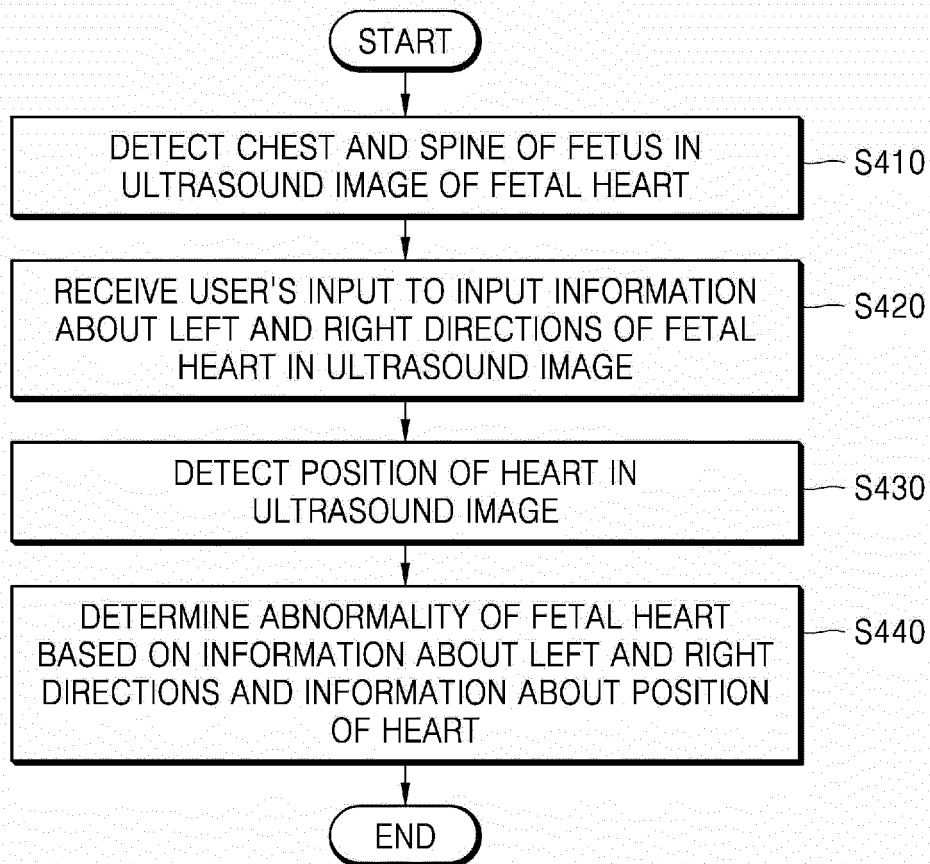 START
DETECT CHEST AND SPINE OF FETUS IN
ULTRASOUND IMAGE OF FETAL HEART
S410
RECEIVE USER'S INPUT TO INPUT INFORMATION
ABOUT LEFT AND RIGHT DIRECTIONS OF FETAL
HEART IN ULTRASOUND IMAGE
S420
DETECT POSITION OF HEART IN
ULTRASOUND IMAGE
S430
DETERMINE ABNORMALITY OF FETAL HEART
BASED ON INFORMATION ABOUT LEFT AND RIGHT
DIRECTIONS AND INFORMATION ABOUT POSITION
OF HEART
S440
END